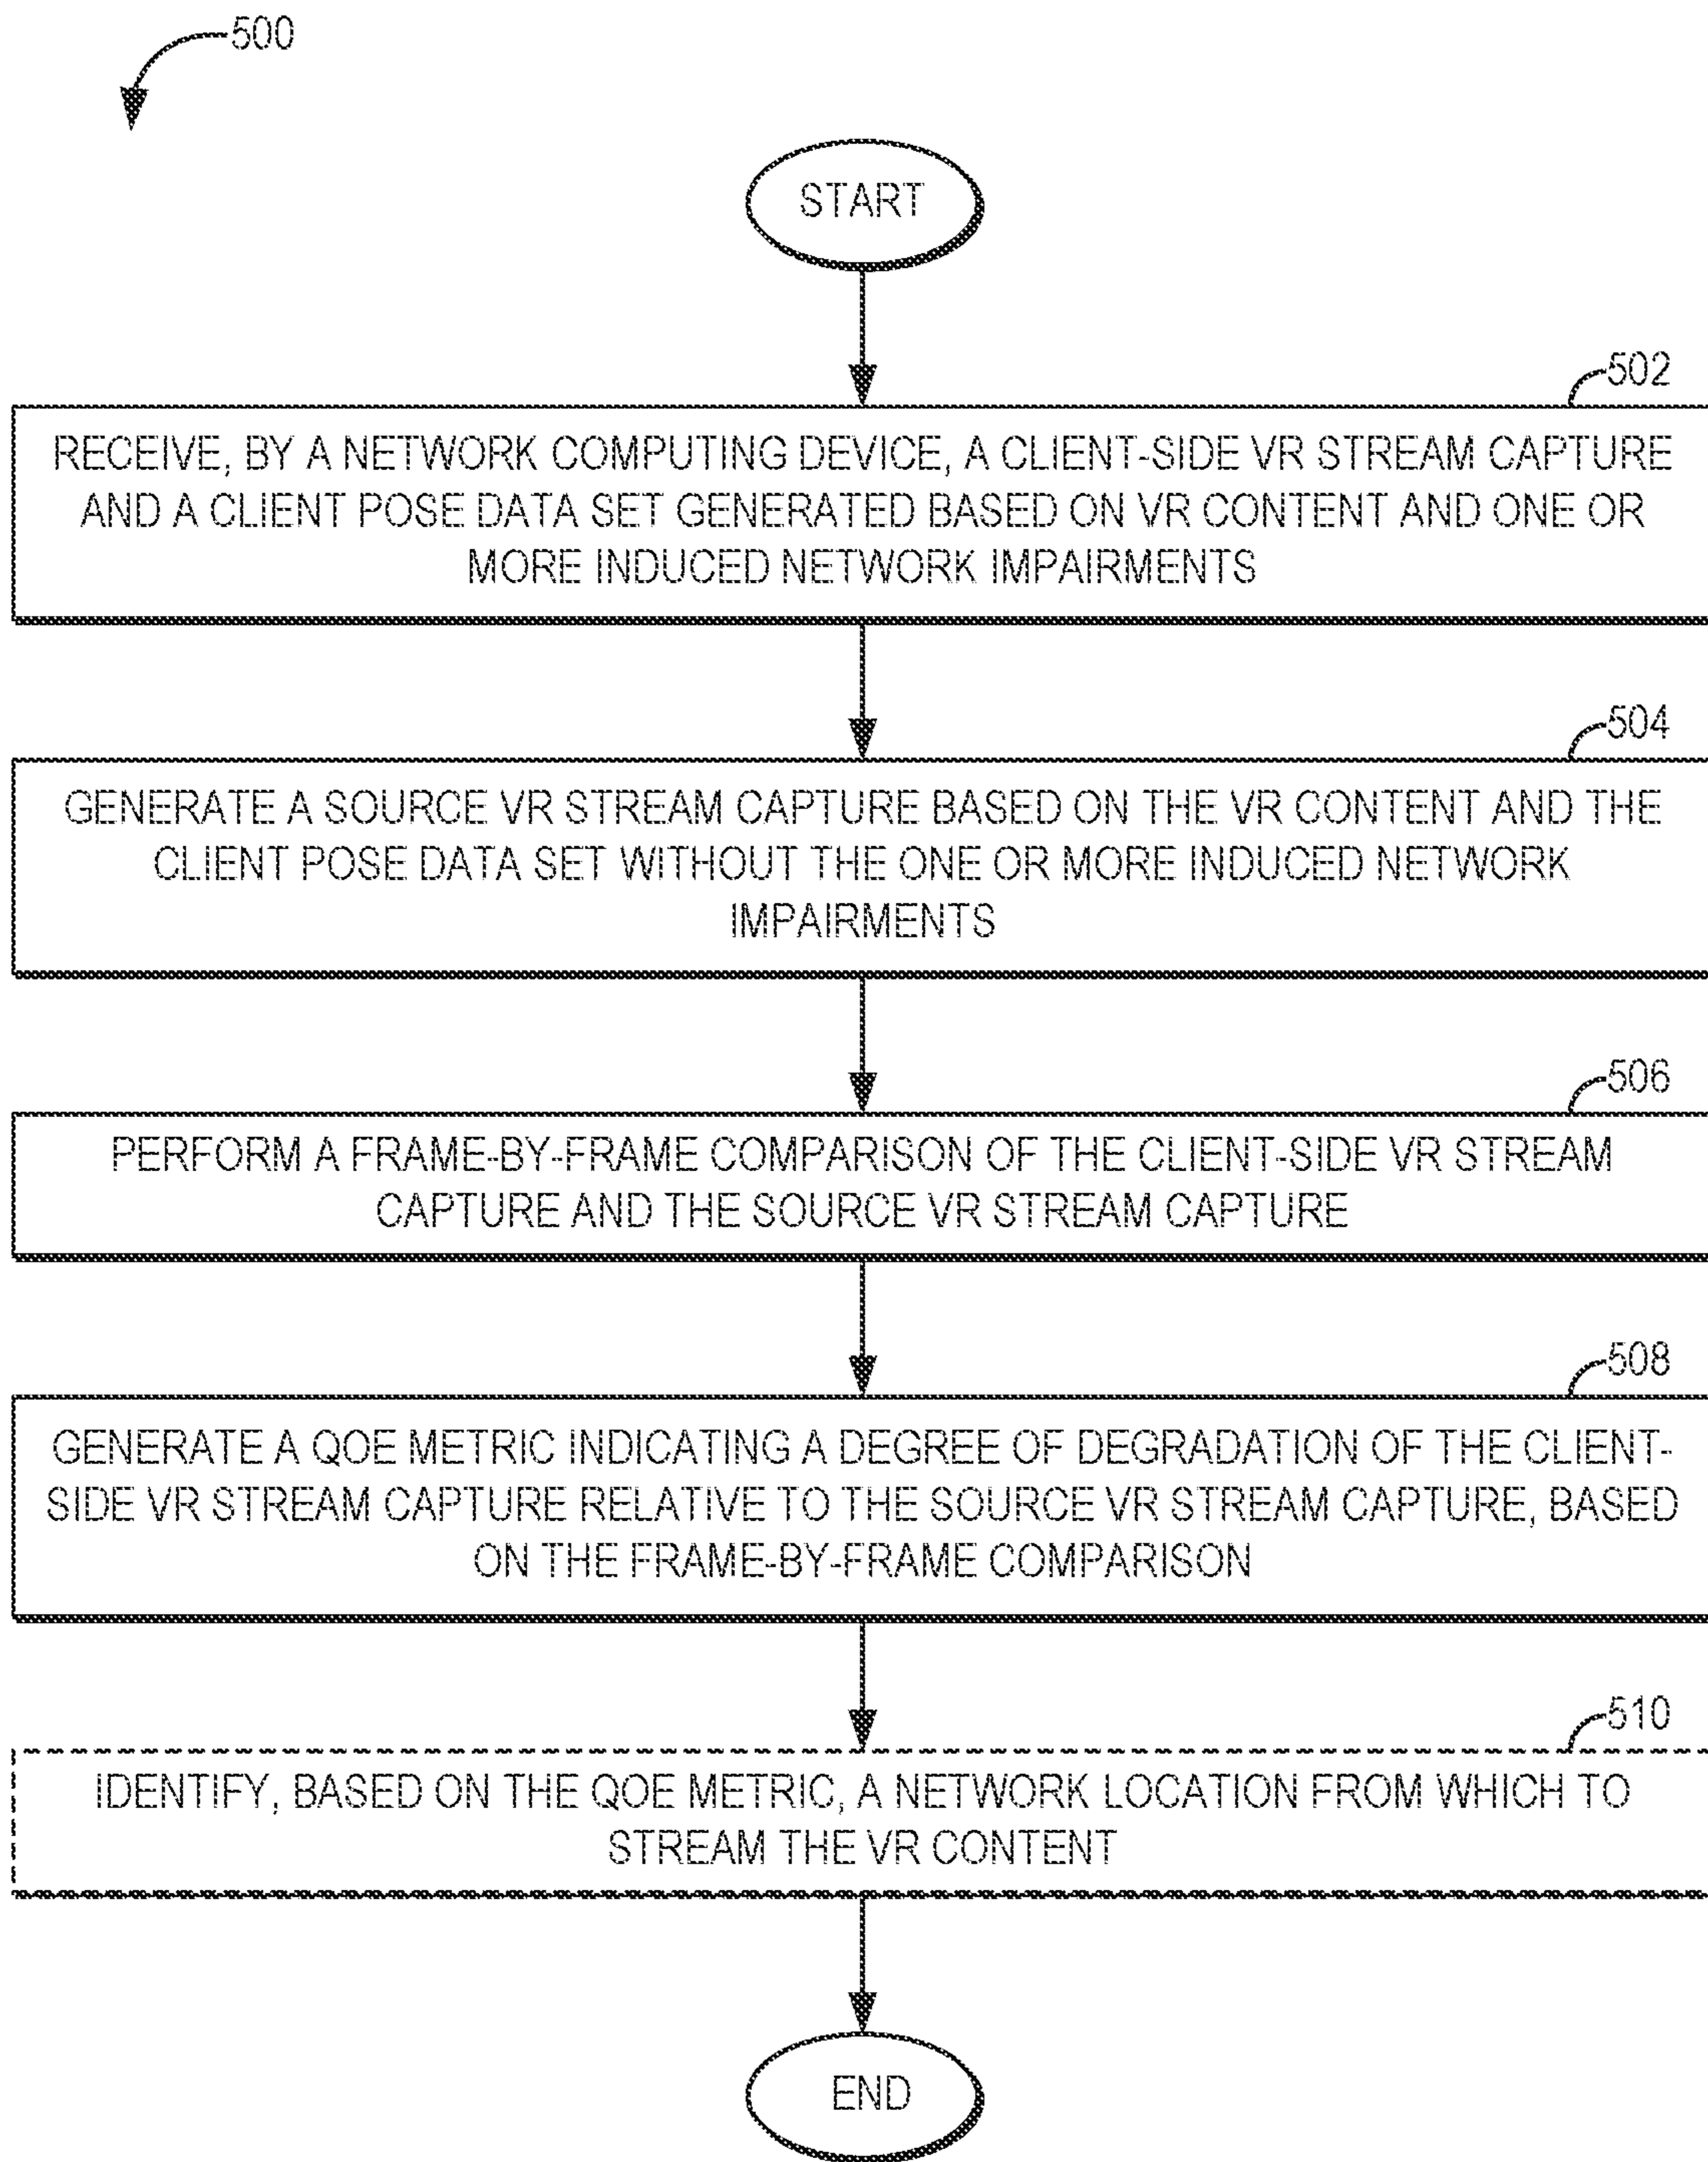 500
START
502
RECEIVE, BY A NETWORK COMPUTING DEVICE, A CLIENT-SIDE VR STREAM CAPTURE
AND A CLIENT POSE DATA SET GENERATED BASED ON VR CONTENT AND ONE OR
MORE INDUCED NETWORK IMPAIRMENTS
504
GENERATE A SOURCE VR STREAM CAPTURE BASED ON THE VR CONTENT AND THE
CLIENT POSE DATA SET WITHOUT THE ONE OR MORE INDUCED NETWORK
IMPAIRMENTS
506
PERFORM A FRAME-BY-FRAME COMPARISON OF THE CLIENT-SIDE VR STREAM
CAPTURE AND THE SOURCE VR STREAM CAPTURE
508
GENERATE A QOE METRIC INDICATING A DEGREE OF DEGRADATION OF THE CLIENT-
SIDE VR STREAM CAPTURE RELATIVE TO THE SOURCE VR STREAM CAPTURE, BASED
ON THE FRAME-BY-FRAME COMPARISON
510
IDENTIFY, BASED ON THE QOE METRIC, A NETWORK LOCATION FROM WHICH TO
STREAM THE VR CONTENT
END